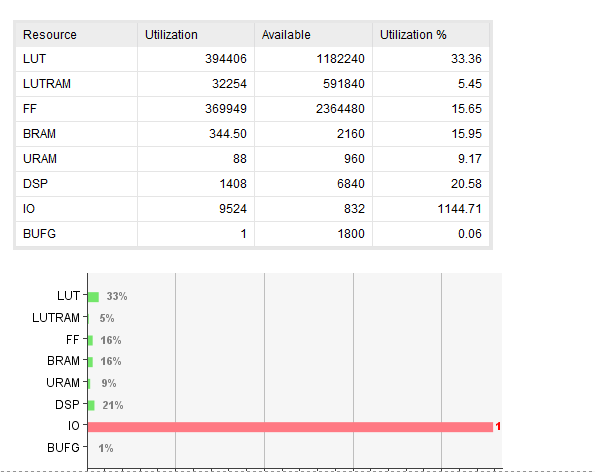 Resource Utilization Available Utilization %
LUT 394406 1182240 33.36
LUTRAM 32254 591840 5.45
FF 369949 2364480 15.65
BRAM 344.50 2160 15.95
URAM 88 960 9.17
DSP 1408 6840 20.58
IO 9524 832 1144.71
BUFG 1 1800 0.06
LUT 33%
LUTRAM 5%
FF 16%
BRAM 16%
URAM 9%
DSP 21%
IO 1
BUFG 1%